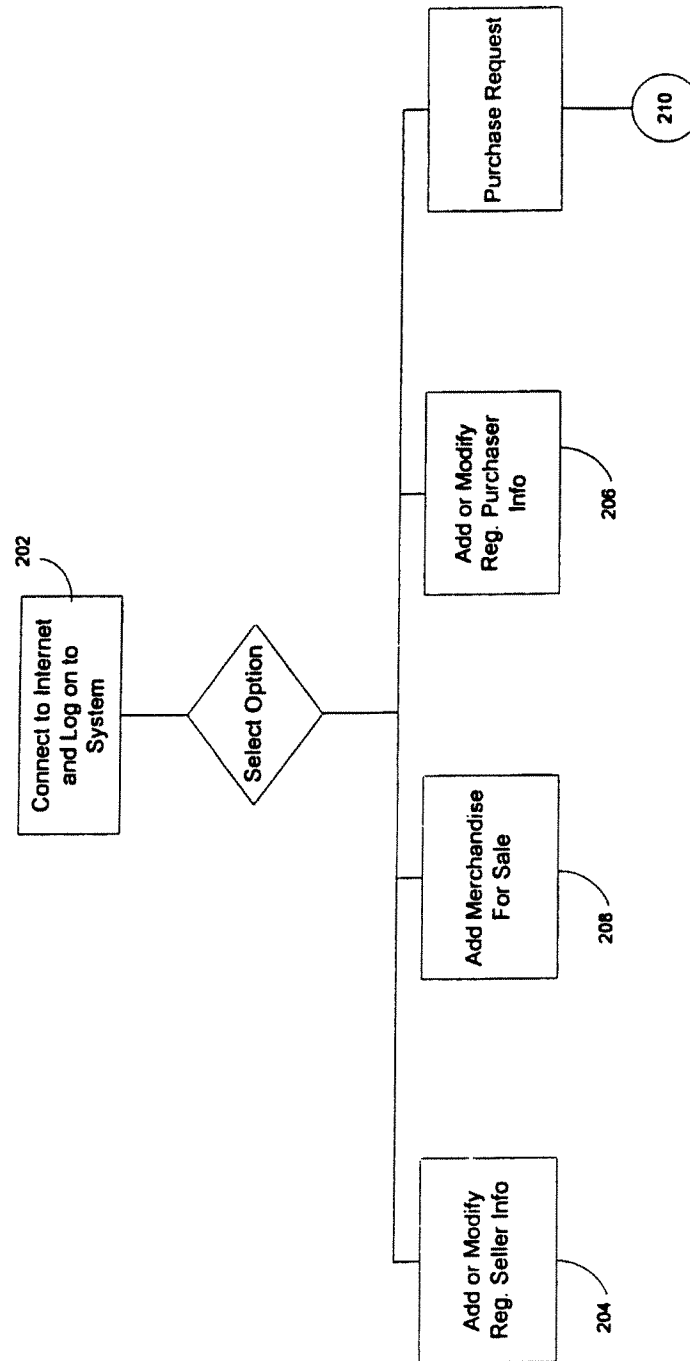 202
Connect to Internet
and Log on to
System
Select Option
Add or Modify
Reg. Seller Info
204
Add Merchandise
For Sale
208
Add or Modify
Reg. Purchaser
Info
206
Purchase Request
210